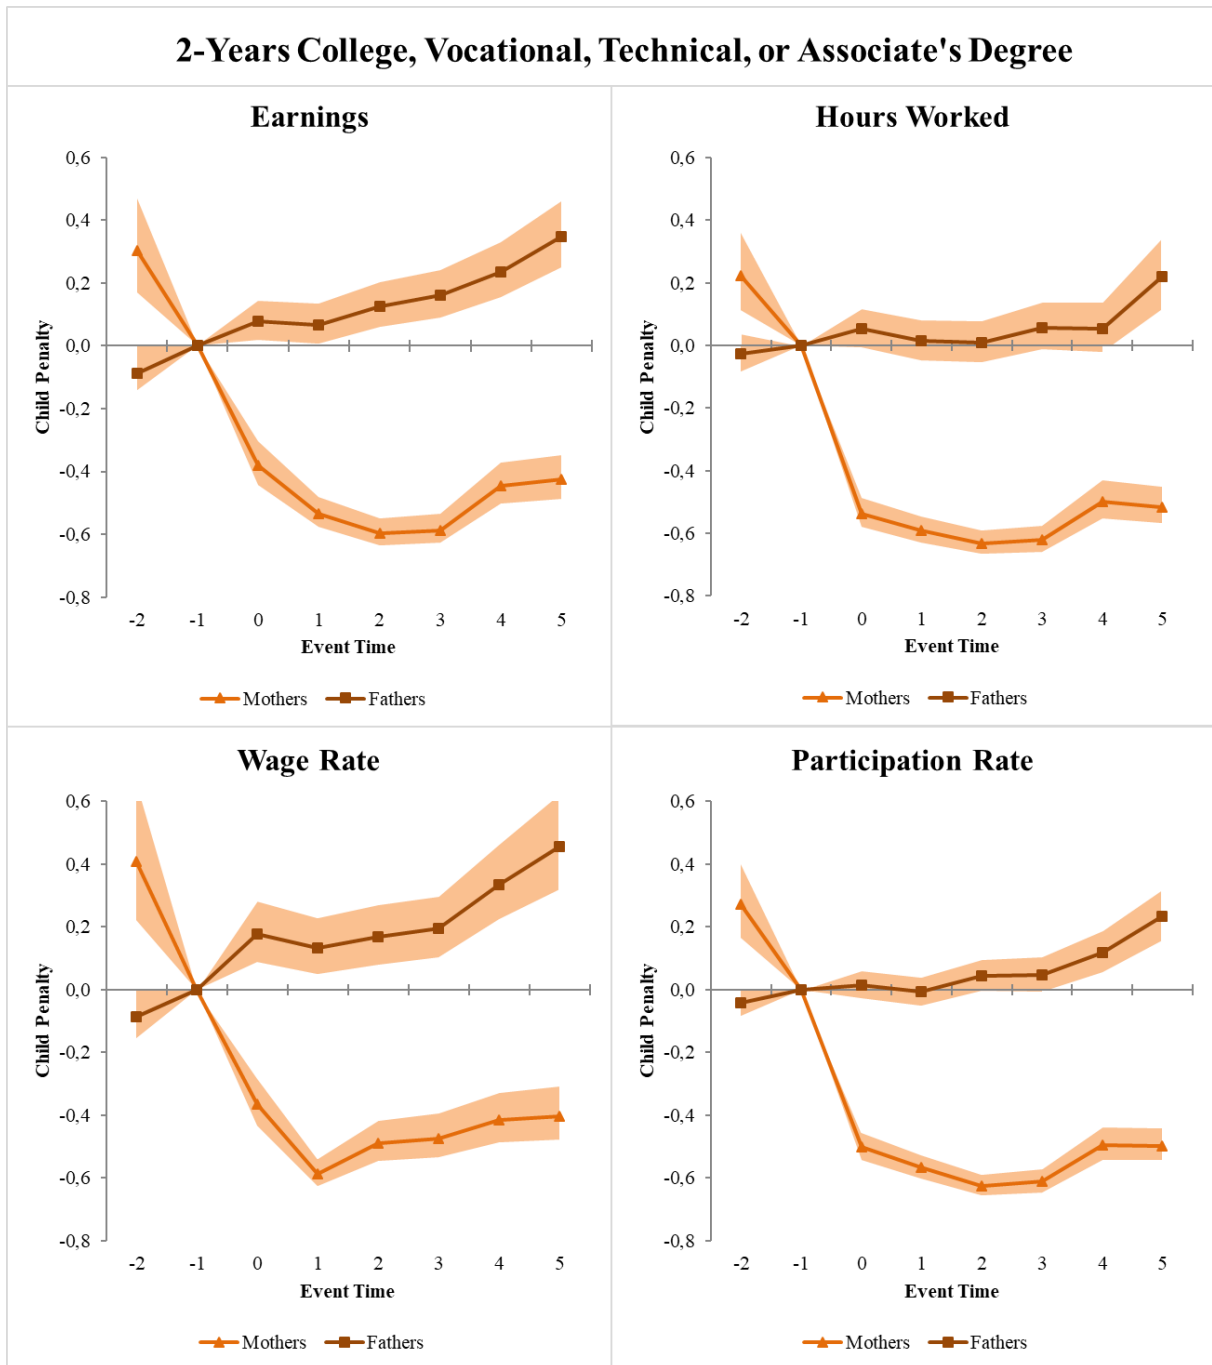 2-Years College, Vocational, Technical, or Associate's Degree
Earnings
0,6
0,4
0,2
0,0
-0,2
-0,4
-0,6
-0,8
Child Penalty
-2 -1 0 1 2 3 4 5
Event Time
Mothers Fathers
Hours Worked
0,6
0,4
0,2
0,0
-0,2
-0,4
-0,6
-0,8
Child Penalty
-2 -1 0 1 2 3 4 5
Event Time
Mothers Fathers
Wage Rate
0,6
0,4
0,2
0,0
-0,2
-0,4
-0,6
-0,8
Child Penalty
-2 -1 0 1 2 3 4 5
Event Time
Mothers Fathers
Participation Rate
0,6
0,4
0,2
0,0
-0,2
-0,4
-0,6
-0,8
Child Penalty
-2 -1 0 1 2 3 4 5
Event Time
Mothers Fathers